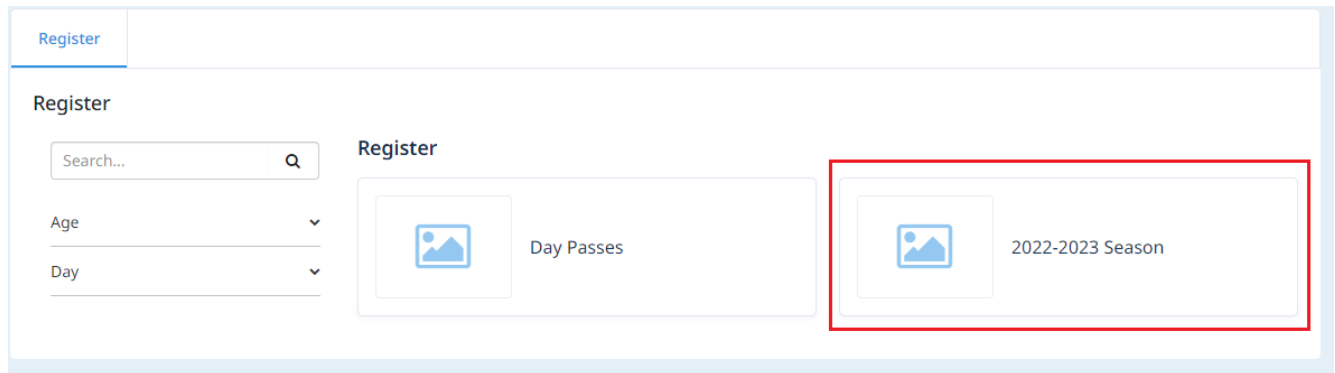 Register
Register
Search...
Age
Day
Register
Day Passes
2022-2023 Season